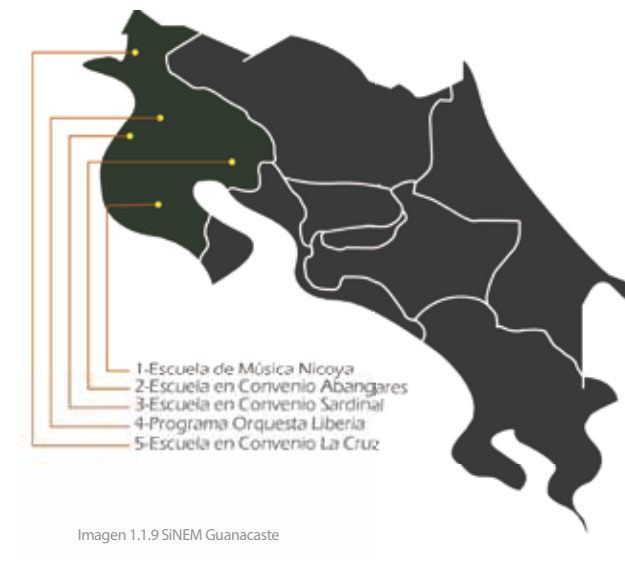 1-Escuela de Música Nicoya
2-Escuela en Convenio Abangares
3-Escuela en Convenio Sardinal
4-Programa Orquesta Liberia
5-Escuela en Convenio La Cruz
Imagen 1.1.9 SiNEM Guanacaste